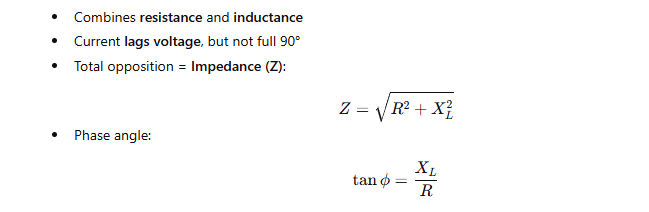 • Combines resistance and inductance
• Current lags voltage, but not full 90°
• Total opposition = Impedance (Z):
Z = √(R² + X_L²)
• Phase angle:
tan ϕ = X_L / R